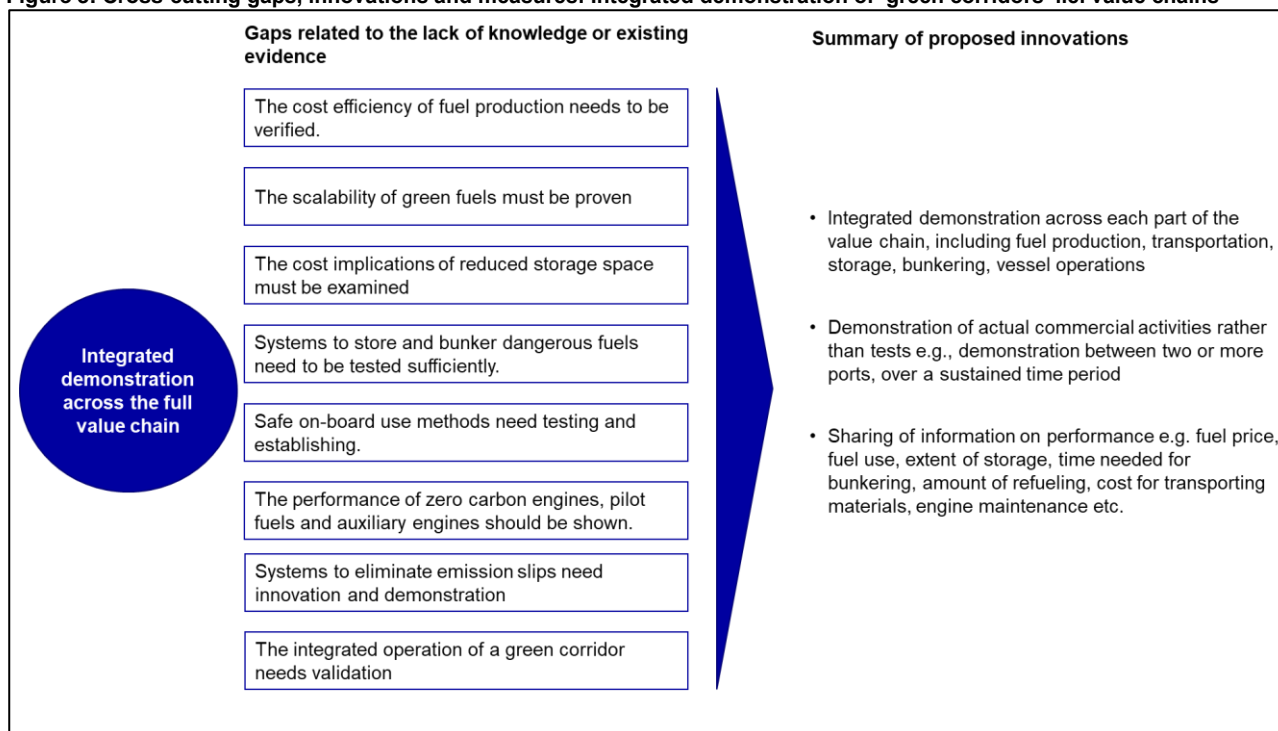 Figure 9. Cross-cutting gaps, innovations and measures: Integrated demonstration of 'green corridors' i.e. value chains
Gaps related to the lack of knowledge or existing
evidence
Summary of proposed innovations
Integrated
demonstration
across the full
value chain
The cost efficiency of fuel production needs to be
verified.
The scalability of green fuels must be proven
The cost implications of reduced storage space
must be examined
Systems to store and bunker dangerous fuels
need to be tested sufficiently.
Safe on-board use methods need testing and
establishing.
The performance of zero carbon engines, pilot
fuels and auxiliary engines should be shown.
Systems to eliminate emission slips need
innovation and demonstration
The integrated operation of a green corridor
needs validation
• Integrated demonstration across each part of the
value chain, including fuel production, transportation,
storage, bunkering, vessel operations
• Demonstration of actual commercial activities rather
than tests e.g., demonstration between two or more
ports, over a sustained time period
• Sharing of information on performance e.g. fuel price,
fuel use, extent of storage, time needed for
bunkering, amount of refueling, cost for transporting
materials, engine maintenance etc.